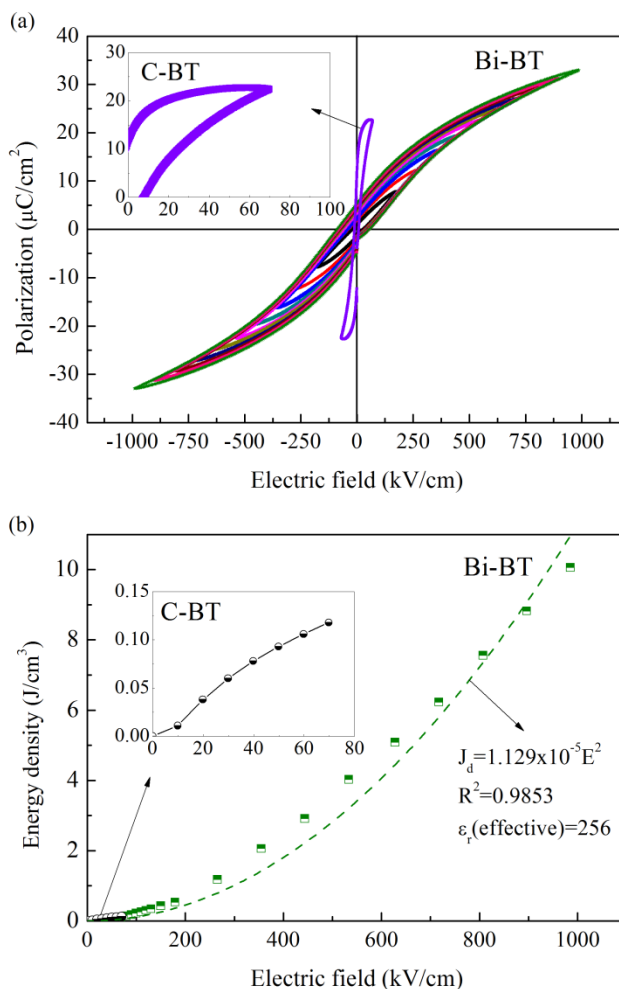 (a)
40
30
20
10
0
-10
-20
-30
-40
Polarization (μC/cm²)
C-BT
30
20
10
0
0 20 40 60 80 100
Bi-BT
-1000 -750 -500 -250 0 250 500 750 1000
Electric field (kV/cm)
(b)
10
8
6
4
2
0
Energy density (J/cm³)
C-BT
0.15
0.10
0.05
0.00
0 20 40 60 80
Bi-BT
J_d=1.129x10⁻⁵E²
R²=0.9853
ε_r(effective)=256
0 200 400 600 800 1000
Electric field (kV/cm)